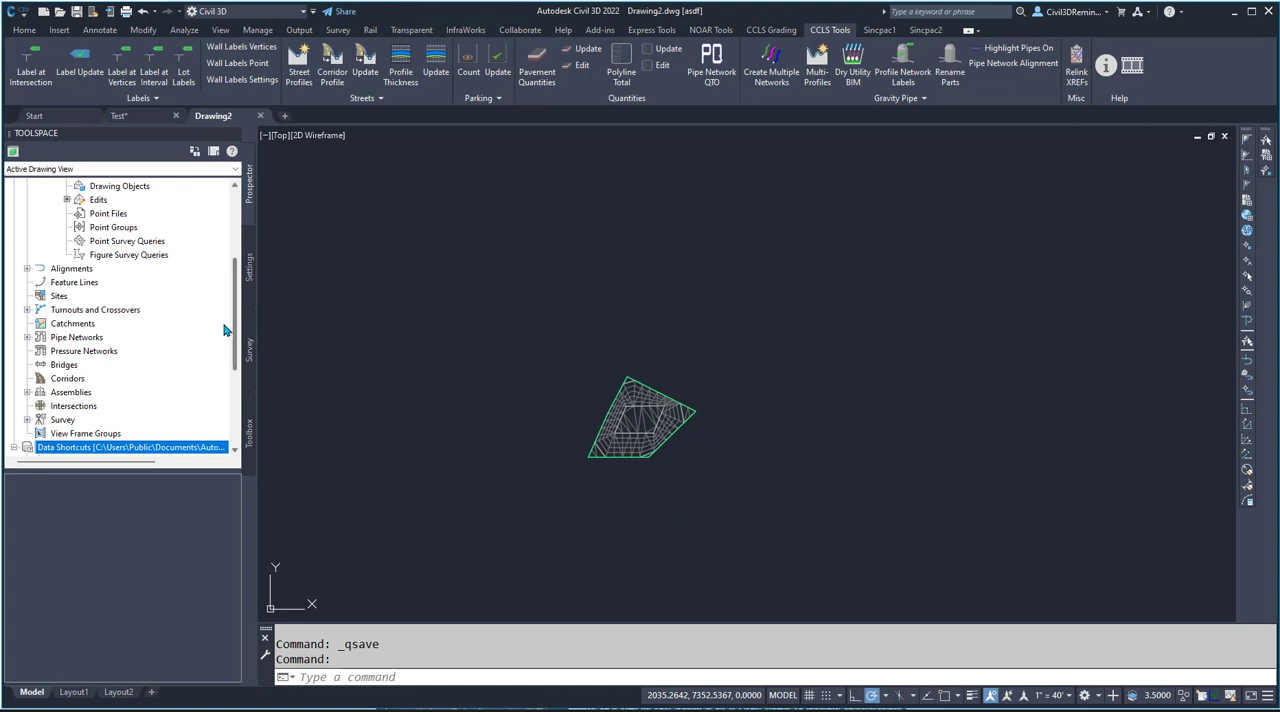 Civil 3D
Share
Autodesk Civil 3D 2022 Drawing2.dwg [asdf]
Type a keyword or phrase
Civil3DRemin...
Home Insert Annotate Modify Analyze View Manage Output Survey Rail Transparent InfraWorks Collaborate Help Add-ins Express Tools NOAR Tools CCLS Grading CCLS Tools Sincpac1 Sincpac2
Label at Intersection
Label Update
Label at Vertices
Label at Interval
Lot Labels
Wall Labels Vertices
Wall Labels Point
Wall Labels Settings
Street Profiles
Corridor Profile
Update
Profile Thickness
Update
Count
Update
Pavement Quantities
Update
Edit
Polyline Total
Update
Edit
Pipe Network QTO
Create Multiple Networks
Multi-Profiles
Dry Utility BIM
Profile Network Labels
Rename Parts
Highlight Pipes On
Pipe Network Alignment
Relink XREFs
Labels
Streets
Parking
Quantities
Gravity Pipe
Misc
Help
Start Test* Drawing2
TOOLSPACE
Active Drawing View
Prospector
Settings
Survey
Toolbox
Drawing Objects
Edits
Point Files
Point Groups
Point Survey Queries
Figure Survey Queries
Alignments
Feature Lines
Sites
Turnouts and Crossovers
Catchments
Pipe Networks
Pressure Networks
Bridges
Corridors
Assemblies
Intersections
Survey
View Frame Groups
Data Shortcuts [C:\Users\Public\Documents\Auto...
[−][Top][2D Wireframe]
Y
X
Command: _qsave
Command:
Type a command
Model Layout1 Layout2
2035.2642, 7352.5367, 0.0000 MODEL
1" = 40'
3.5000